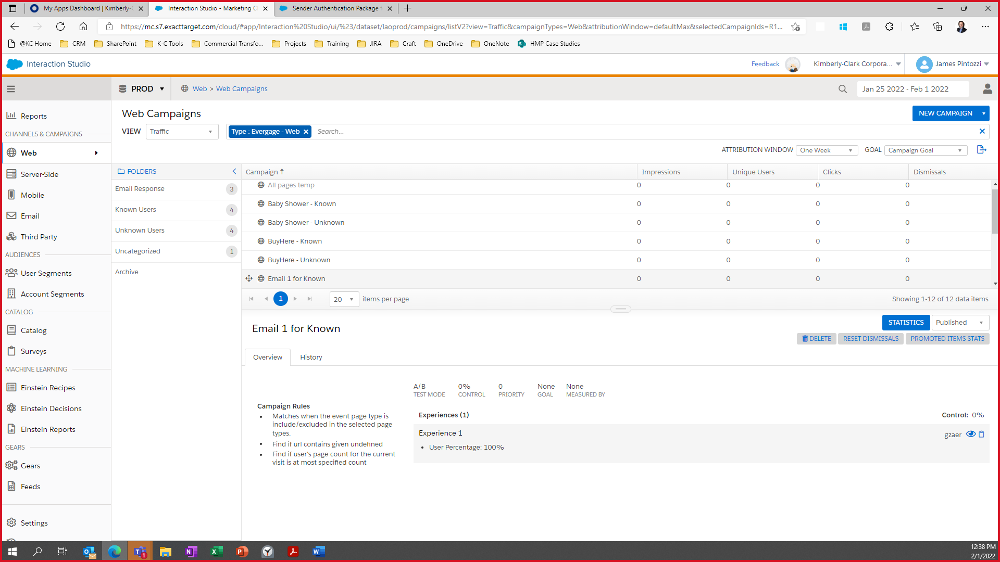 My Apps Dashboard | Kimberly-C
Interaction Studio - Marketing Cl
Sender Authentication Package f
https://mc.s7.exacttarget.com/cloud/#app/Interaction%20Studio/ui/%23/dataset/laoprod/campaigns/listV2?view=Traffic&campaignTypes=Web&attributionWindow=defaultMax&selectedCampaignIds=R1...
@KC Home CRM SharePoint K-C Tools Commercial Transfo... Projects Training JIRA Craft OneDrive OneNote HMP Case Studies
Interaction Studio
Feedback
Kimberly-Clark Corpora...
James Pintozzi
PROD
Web > Web Campaigns
Jan 25 2022 - Feb 1 2022
Reports
CHANNELS & CAMPAIGNS
Web
Server-Side
Mobile
Email
Third Party
AUDIENCES
User Segments
Account Segments
CATALOG
Catalog
Surveys
MACHINE LEARNING
Einstein Recipes
Einstein Decisions
Einstein Reports
GEARS
Gears
Feeds
Settings
Web Campaigns
NEW CAMPAIGN
VIEW Traffic
Type : Evergage - Web
Search...
ATTRIBUTION WINDOW One Week GOAL Campaign Goal
FOLDERS
Email Response 3
Known Users 4
Unknown Users 4
Uncategorized 1
Archive
Campaign Impressions Unique Users Clicks Dismissals
All pages temp 0 0 0 0
Baby Shower - Known 0 0 0 0
Baby Shower - Unknown 0 0 0 0
BuyHere - Known 0 0 0 0
BuyHere - Unknown 0 0 0 0
Email 1 for Known 0 0 0 0
1 20 items per page Showing 1-12 of 12 data items
Email 1 for Known
STATISTICS Published
DELETE RESET DISMISSALS PROMOTED ITEMS STATS
Overview History
A/B 0% 0 None None
TEST MODE CONTROL PRIORITY GOAL MEASURED BY
Campaign Rules
• Matches when the event page type is
include/excluded in the selected page
types.
• Find if url contains given undefined
• Find if user's page count for the current
visit is at most specified count
Experiences (1) Control: 0%
Experience 1
gzaer
• User Percentage: 100%
1
12:38 PM
2/1/2022